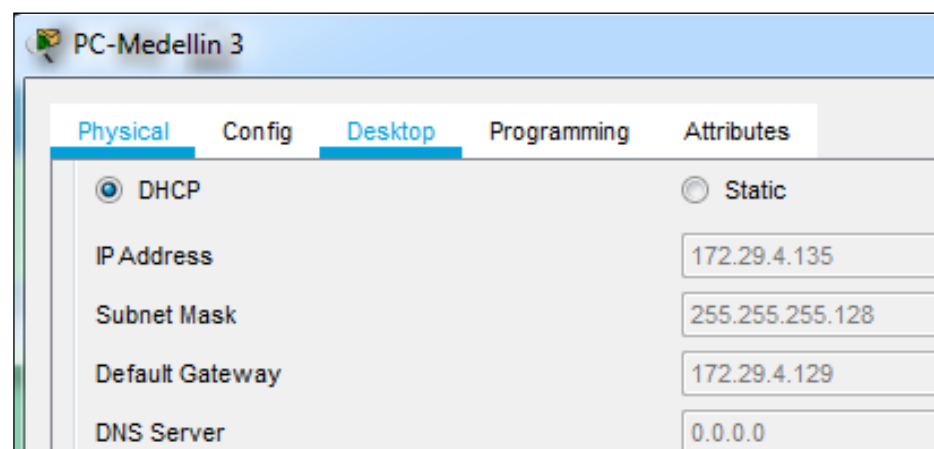 PC-Medellin 3
Physical Config Desktop Programming Attributes
DHCP Static
IP Address 172.29.4.135
Subnet Mask 255.255.255.128
Default Gateway 172.29.4.129
DNS Server 0.0.0.0